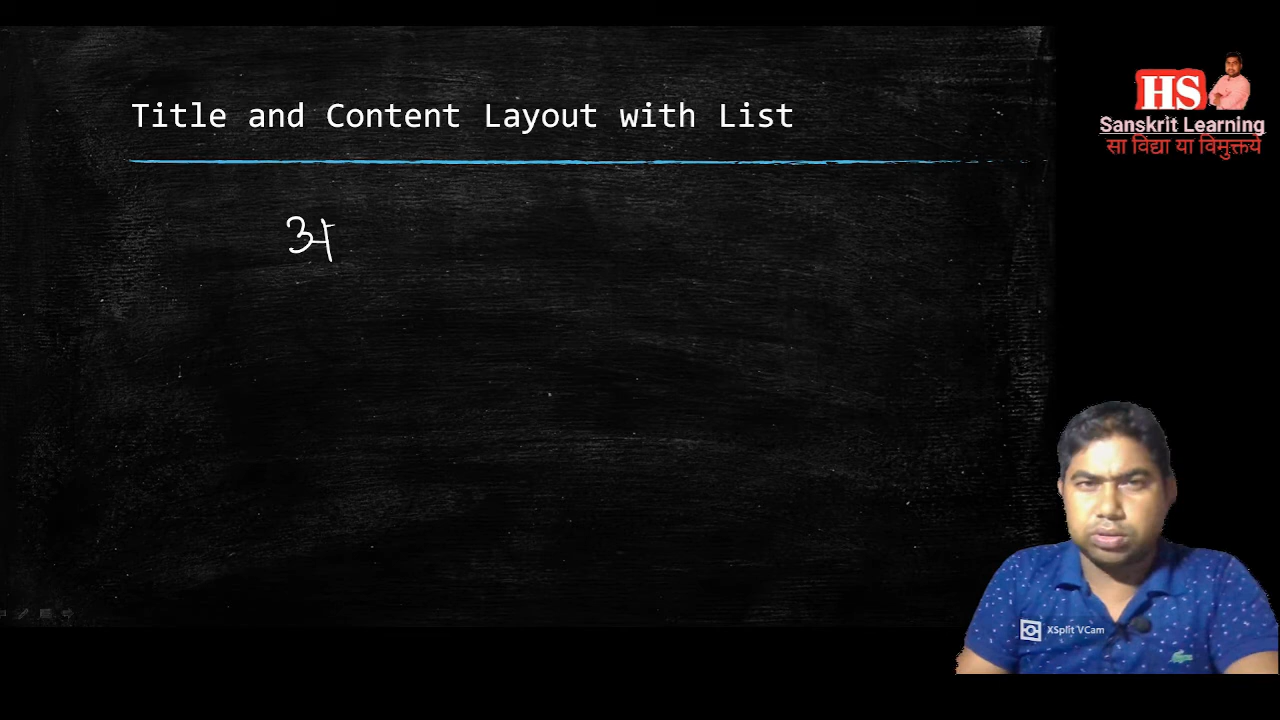 Title and Content Layout with List
अ
HS
Sanskrit Learning
सा विद्या या विमुक्तये
XSplit VCam